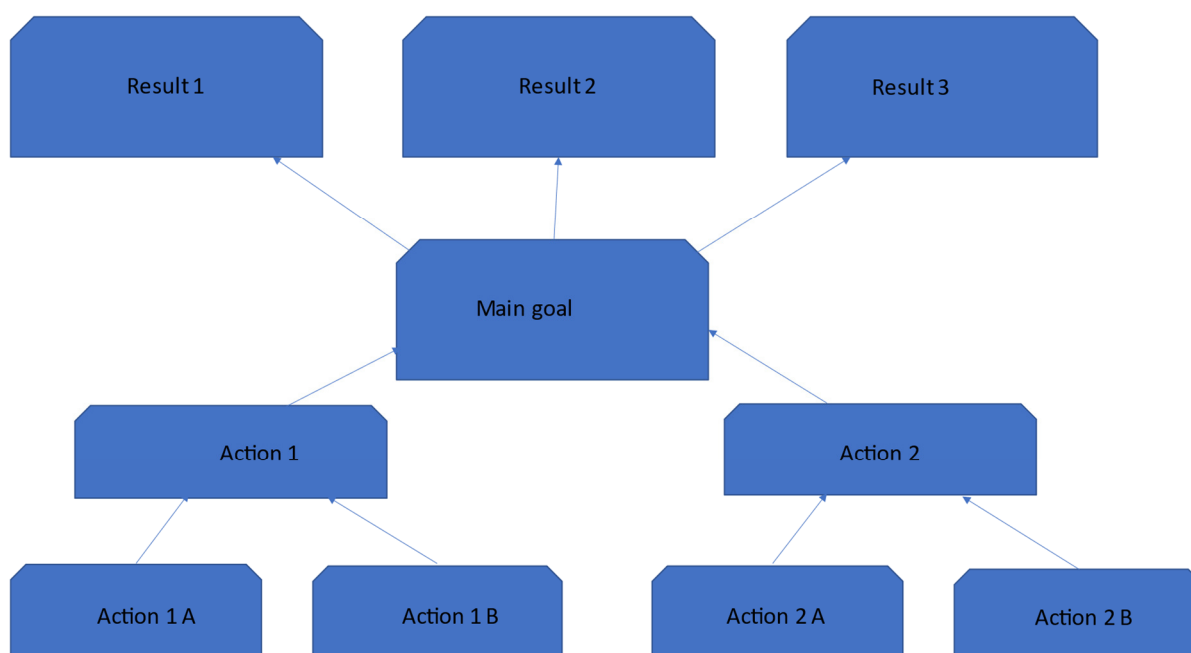 Result 1
Result 2
Result 3
Main goal
Action 1
Action 2
Action 1 A
Action 1 B
Action 2 A
Action 2 B